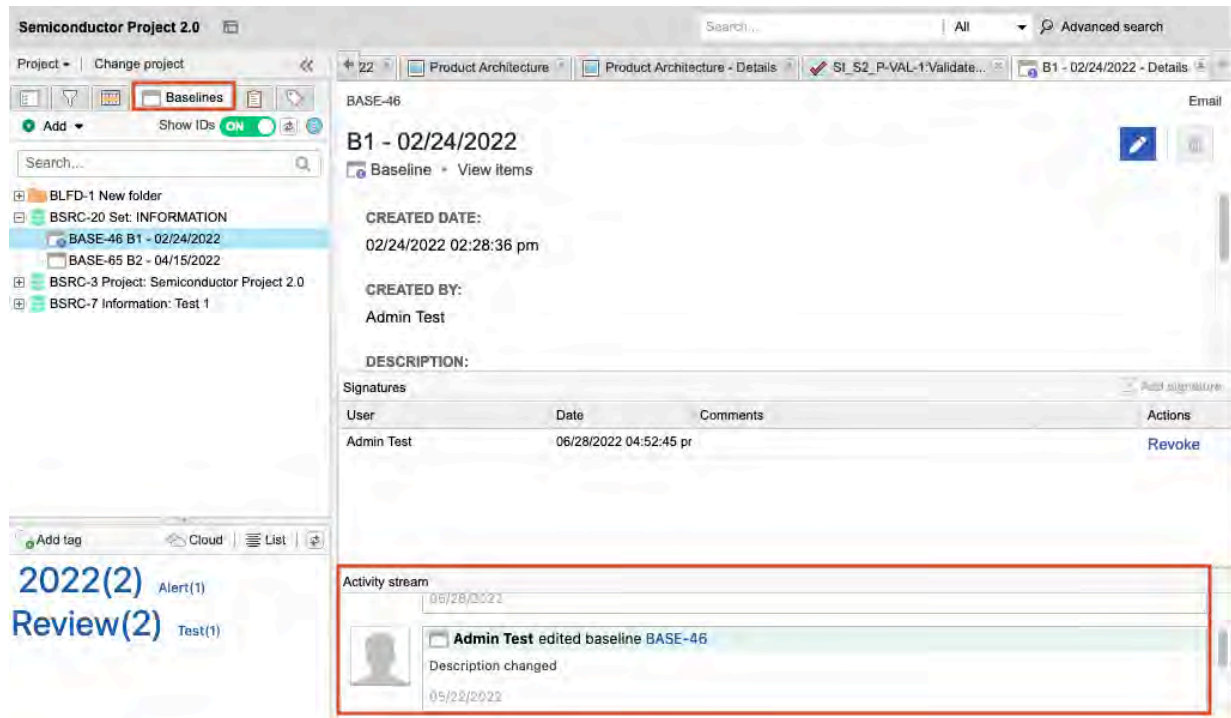 Semiconductor Project 2.0
Search... All Advanced search
Project Change project
22 Product Architecture Product Architecture - Details SI_S2_P-VAL-1:Validate... B1 - 02/24/2022 - Details
Baselines
Add Show IDs ON
Search...
BLFD-1 New folder
BSRC-20 Set: INFORMATION
BASE-46 B1 - 02/24/2022
BASE-65 B2 - 04/15/2022
BSRC-3 Project: Semiconductor Project 2.0
BSRC-7 Information: Test 1
Add tag Cloud List
2022(2) Alert(1)
Review(2) Test(1)
BASE-46 Email
B1 - 02/24/2022
Baseline • View items
CREATED DATE:
02/24/2022 02:28:36 pm
CREATED BY:
Admin Test
DESCRIPTION:
Signatures Add signature
User Date Comments Actions
Admin Test 06/28/2022 04:52:45 pr Revoke
Activity stream
06/28/2022
Admin Test edited baseline BASE-46
Description changed
05/22/2022